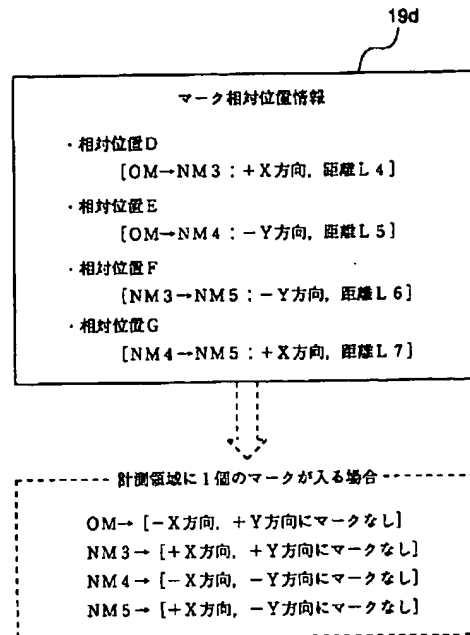 19d
マーク相対位置情報
・相対位置D
[OM→NM3：+X方向，距離L4]
・相対位置E
[OM→NM4：−Y方向，距離L5]
・相対位置F
[NM3→NM5：−Y方向，距離L6]
・相対位置G
[NM4→NM5：+X方向，距離L7]
計測領域に1個のマークが入る場合
OM→[−X方向，+Y方向にマークなし]
NM3→[+X方向，+Y方向にマークなし]
NM4→[−X方向，−Y方向にマークなし]
NM5→[+X方向，−Y方向にマークなし]